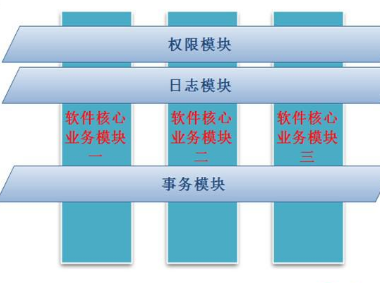 权限模块
日志模块
软件核心 软件核心 软件核心
业务模块 业务模块 业务模块
一 二 三
事务模块